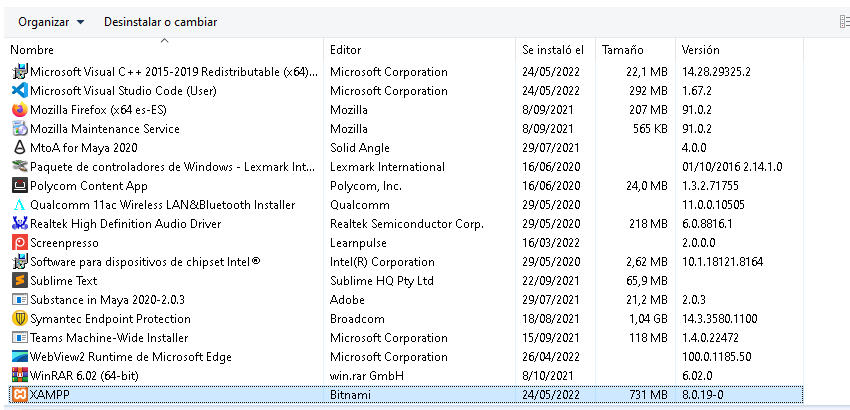 Organizar Desinstalar o cambiar
Nombre Editor Se instaló el Tamaño Versión
Microsoft Visual C++ 2015-2019 Redistributable (x64)... Microsoft Corporation 24/05/2022 22,1 MB 14.28.29325.2
Microsoft Visual Studio Code (User) Microsoft Corporation 24/05/2022 292 MB 1.67.2
Mozilla Firefox (x64 es-ES) Mozilla 8/09/2021 207 MB 91.0.2
Mozilla Maintenance Service Mozilla 8/09/2021 565 KB 91.0.2
MtoA for Maya 2020 Solid Angle 29/07/2021 4.0.0
Paquete de controladores de Windows - Lexmark Int... Lexmark International 16/06/2020 01/10/2016 2.14.1.0
Polycom Content App Polycom, Inc. 16/06/2020 24,0 MB 1.3.2.71755
Qualcomm 11ac Wireless LAN&Bluetooth Installer Qualcomm 29/05/2020 11.0.0.10505
Realtek High Definition Audio Driver Realtek Semiconductor Corp. 29/05/2020 218 MB 6.0.8816.1
Screenpresso Learnpulse 16/03/2022 2.0.0.0
Software para dispositivos de chipset Intel® Intel(R) Corporation 29/05/2020 2,62 MB 10.1.18121.8164
Sublime Text Sublime HQ Pty Ltd 22/09/2021 65,9 MB
Substance in Maya 2020-2.0.3 Adobe 29/07/2021 21,2 MB 2.0.3
Symantec Endpoint Protection Broadcom 18/08/2021 1,04 GB 14.3.3580.1100
Teams Machine-Wide Installer Microsoft Corporation 15/09/2021 118 MB 1.4.0.22472
WebView2 Runtime de Microsoft Edge Microsoft Corporation 26/04/2022 100.0.1185.50
WinRAR 6.02 (64-bit) win.rar GmbH 8/10/2021 6.02.0
XAMPP Bitnami 24/05/2022 731 MB 8.0.19-0